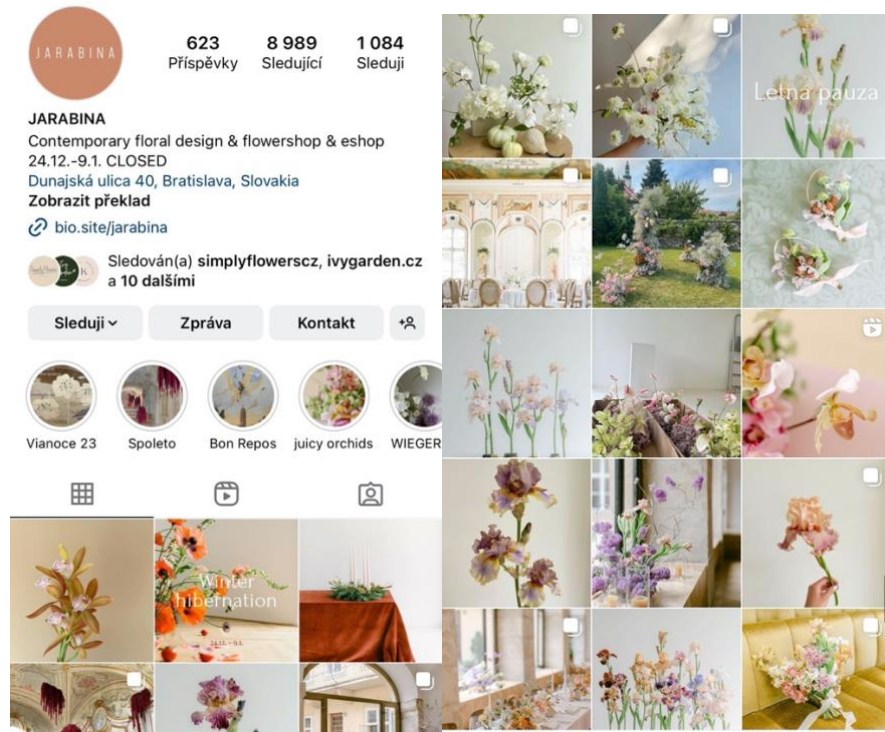 JARABINA
623
Příspěvky
8 989
Sledující
1 084
Sleduji
JARABINA
Contemporary floral design & flowershop & eshop
24.12.-9.1. CLOSED
Dunajská ulica 40, Bratislava, Slovakia
Zobrazit překlad
bio.site/jarabina
Sledován(a) simplyflowerscz, ivygarden.cz
a 10 dalšími
Sleduji
Zpráva
Kontakt
Vianoce 23
Spoleto
Bon Repos
juicy orchids
WIEGER
Winter
hibernation
24.12. - 9.1.
Letná pauza